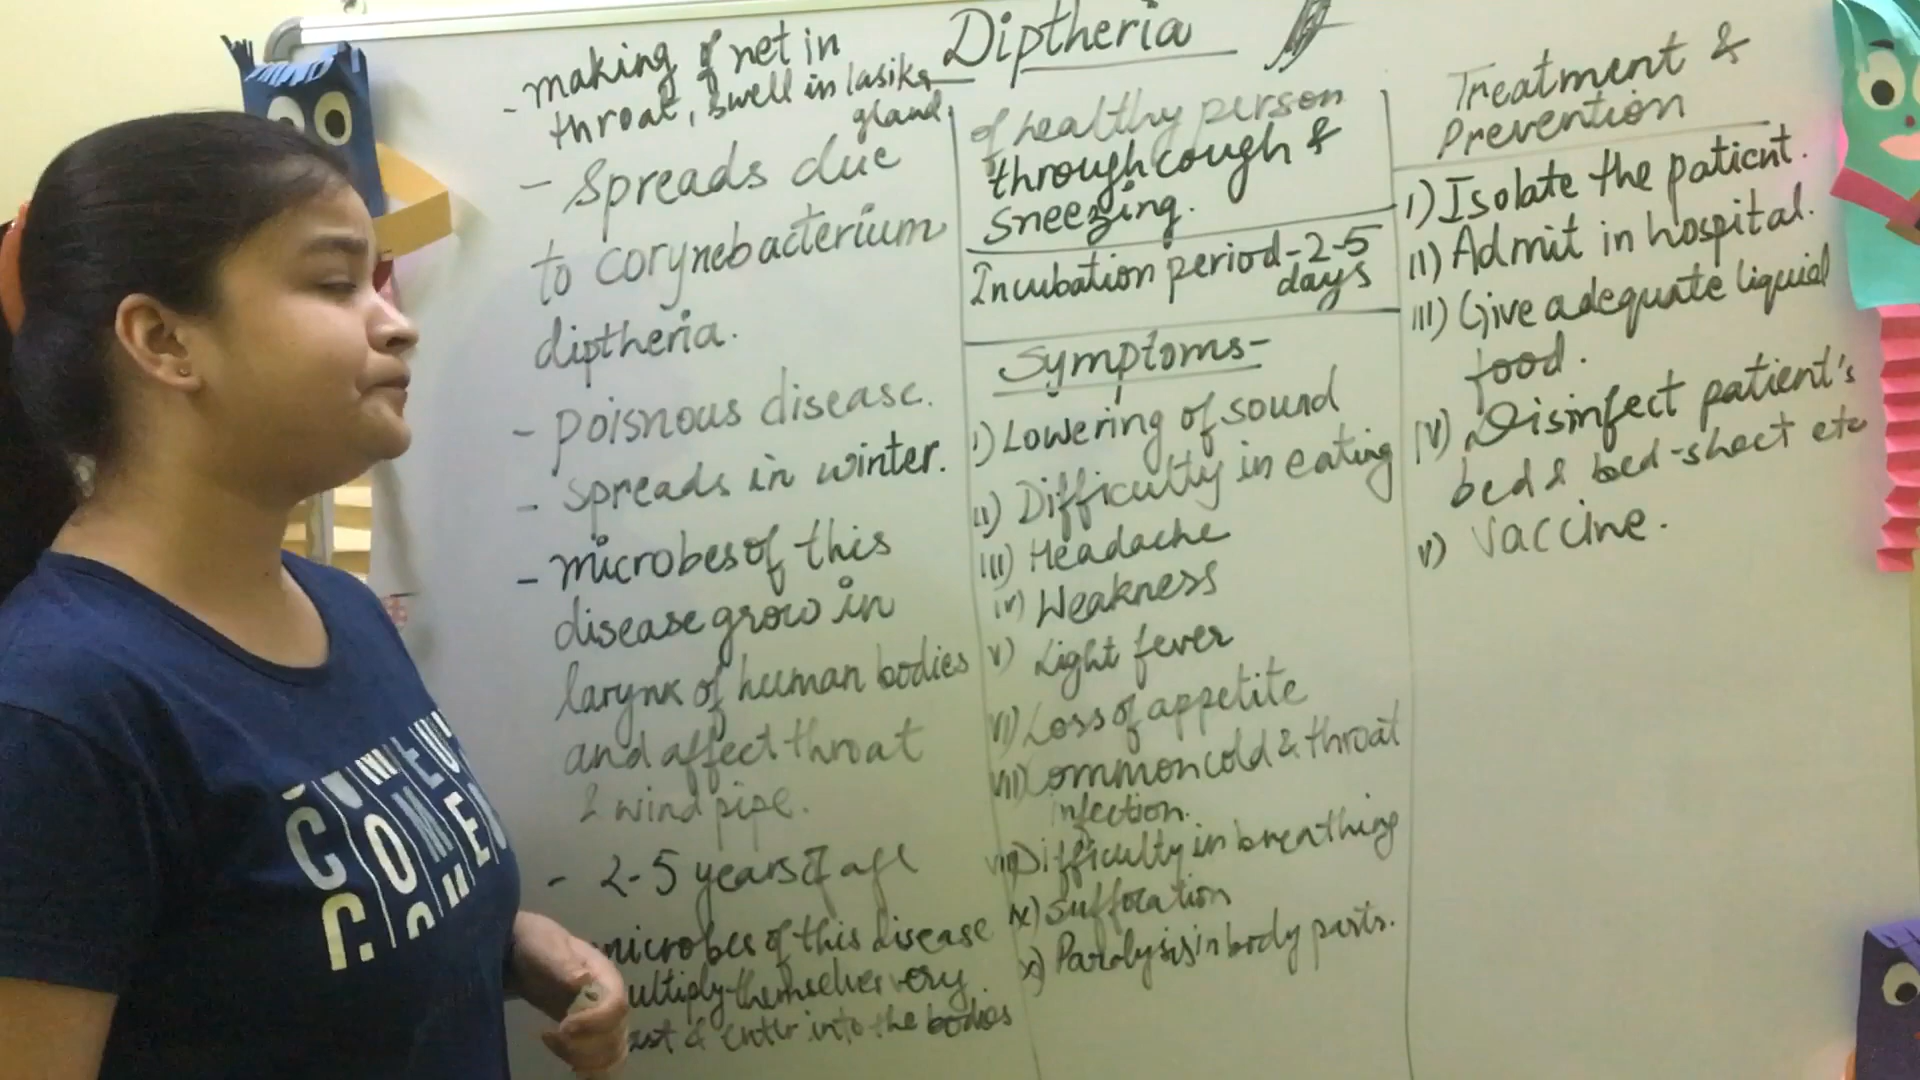 Diptheria
- making of net in
throat, swell in lasika
gland.
- Spreads due
to corynebacterium
diptheria.
- poisnous disease.
- spreads in winter.
- microbes of this
disease grow in
larynx of human bodies
and affect throat
& wind pipe.
- 2-5 years of age
microbes of this disease
ultiply themselves very
ast & enter into the bodies
of healthy person
through cough &
sneezing.
Incubation period - 2-5
days
Symptoms-
i) Lowering of sound
ii) Difficulty in eating
iii) Headache
iv) Weakness
v) Light fever
vi) Loss of appetite
vii) Common cold & throat
infection.
viii) Difficulty in breathing
ix) Suffocation
x) Paralysis in body parts.
Treatment &
Prevention
i) Isolate the patient.
ii) Admit in hospital.
iii) Give adequate liquid
food.
iv) Disinfect patient's
bed & bed-sheet etc
v) Vaccine.
COME